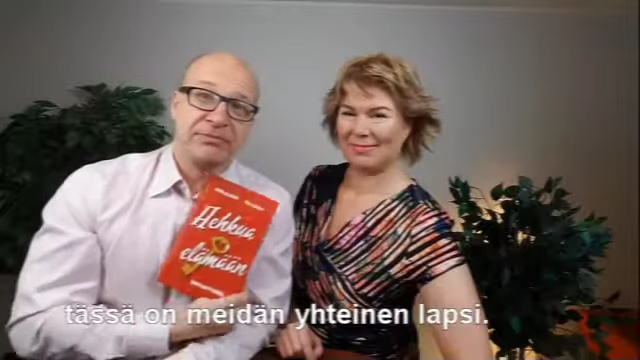 Hehkua
elämään
tässä on meidän yhteinen lapsi.